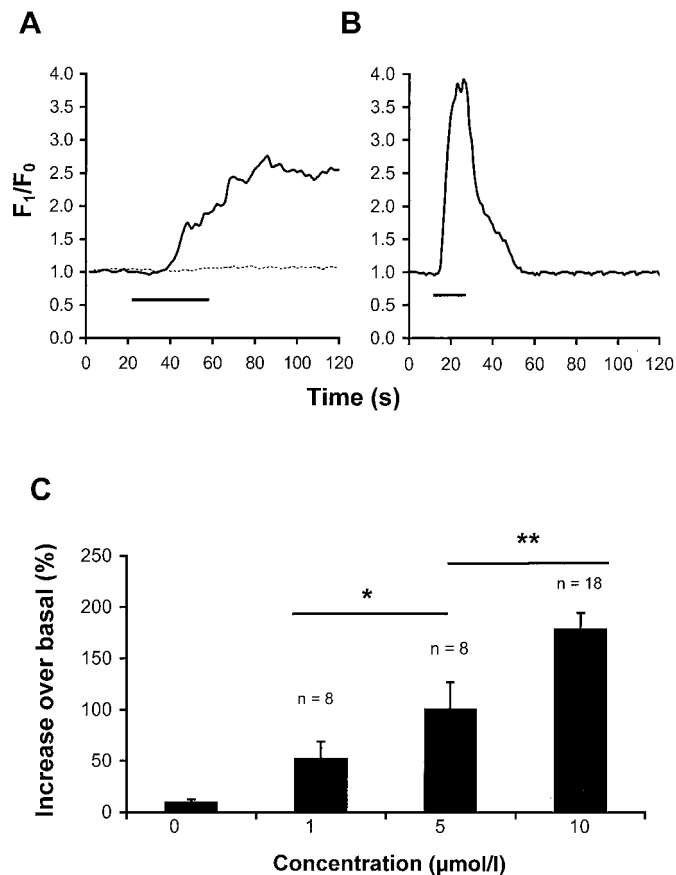 A
B
4.0
3.5
3.0
2.5
2.0
1.5
1.0
0.5
0.0
F1/F0
0 20 40 60 80 100 120
4.0
3.5
3.0
2.5
2.0
1.5
1.0
0.5
0.0
0 20 40 60 80 100 120
Time (s)
C
Increase over basal (%)
250
200
150
100
50
0
*
**
n = 8
n = 8
n = 18
0 1 5 10
Concentration (µmol/l)